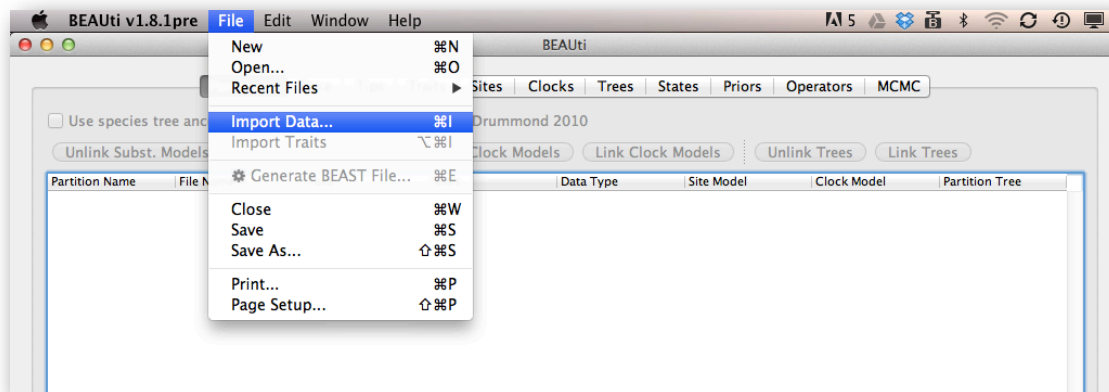 BEAUti v1.8.1pre File Edit Window Help 5
BEAUti
New ⌘N
Open... ⌘O
Recent Files ▶
Sites Clocks Trees States Priors Operators MCMC
Use species tree anc Drummond 2010
Import Data... ⌘I
Import Traits ⌥⌘I
Unlink Subst. Models Clock Models Link Clock Models Unlink Trees Link Trees
Generate BEAST File... ⌘E
Partition Name File N Data Type Site Model Clock Model Partition Tree
Close ⌘W
Save ⌘S
Save As... ⇧⌘S
Print... ⌘P
Page Setup... ⇧⌘P